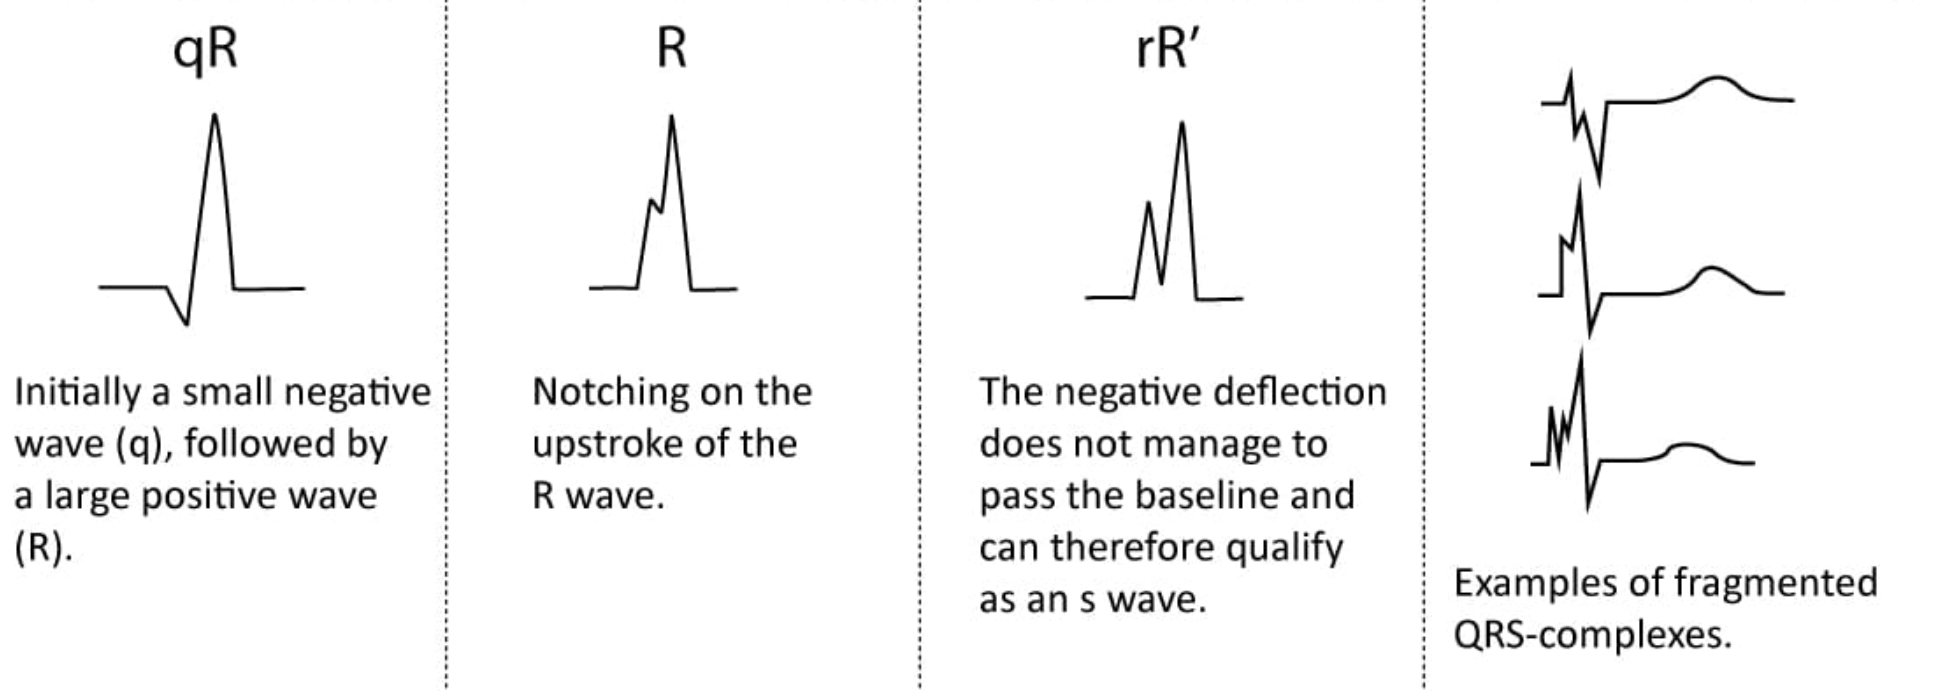 qR
Initially a small negative
wave (q), followed by
a large positive wave
(R).
R
Notching on the
upstroke of the
R wave.
rR′
The negative deflection
does not manage to
pass the baseline and
can therefore qualify
as an s wave.
Examples of fragmented
QRS-complexes.